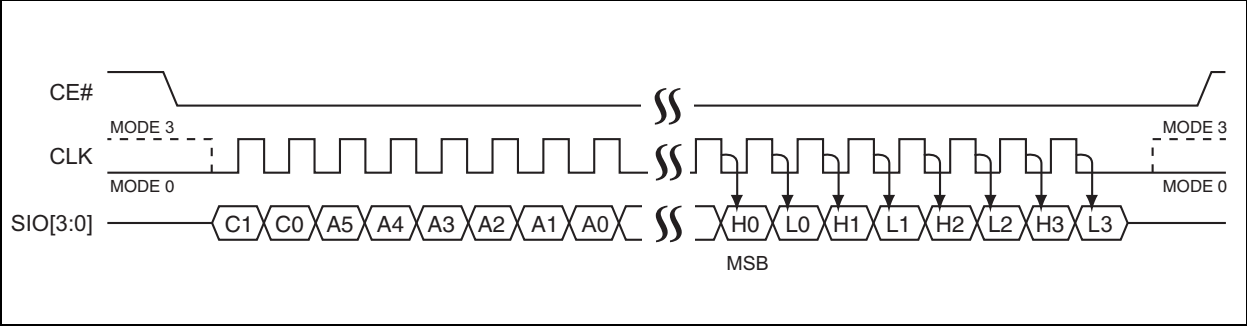 CE#
MODE 3 MODE 3
CLK
MODE 0 MODE 0
SIO[3:0] C1 C0 A5 A4 A3 A2 A1 A0 H0 L0 H1 L1 H2 L2 H3 L3
MSB